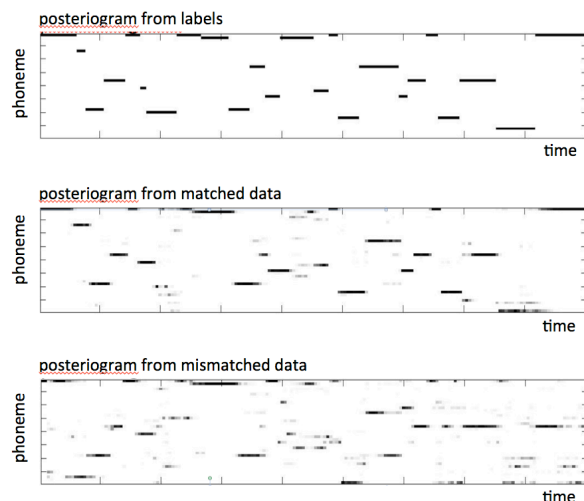 posteriogram from labels
phoneme
time
posteriogram from matched data
phoneme
time
posteriogram from mismatched data
phoneme
time